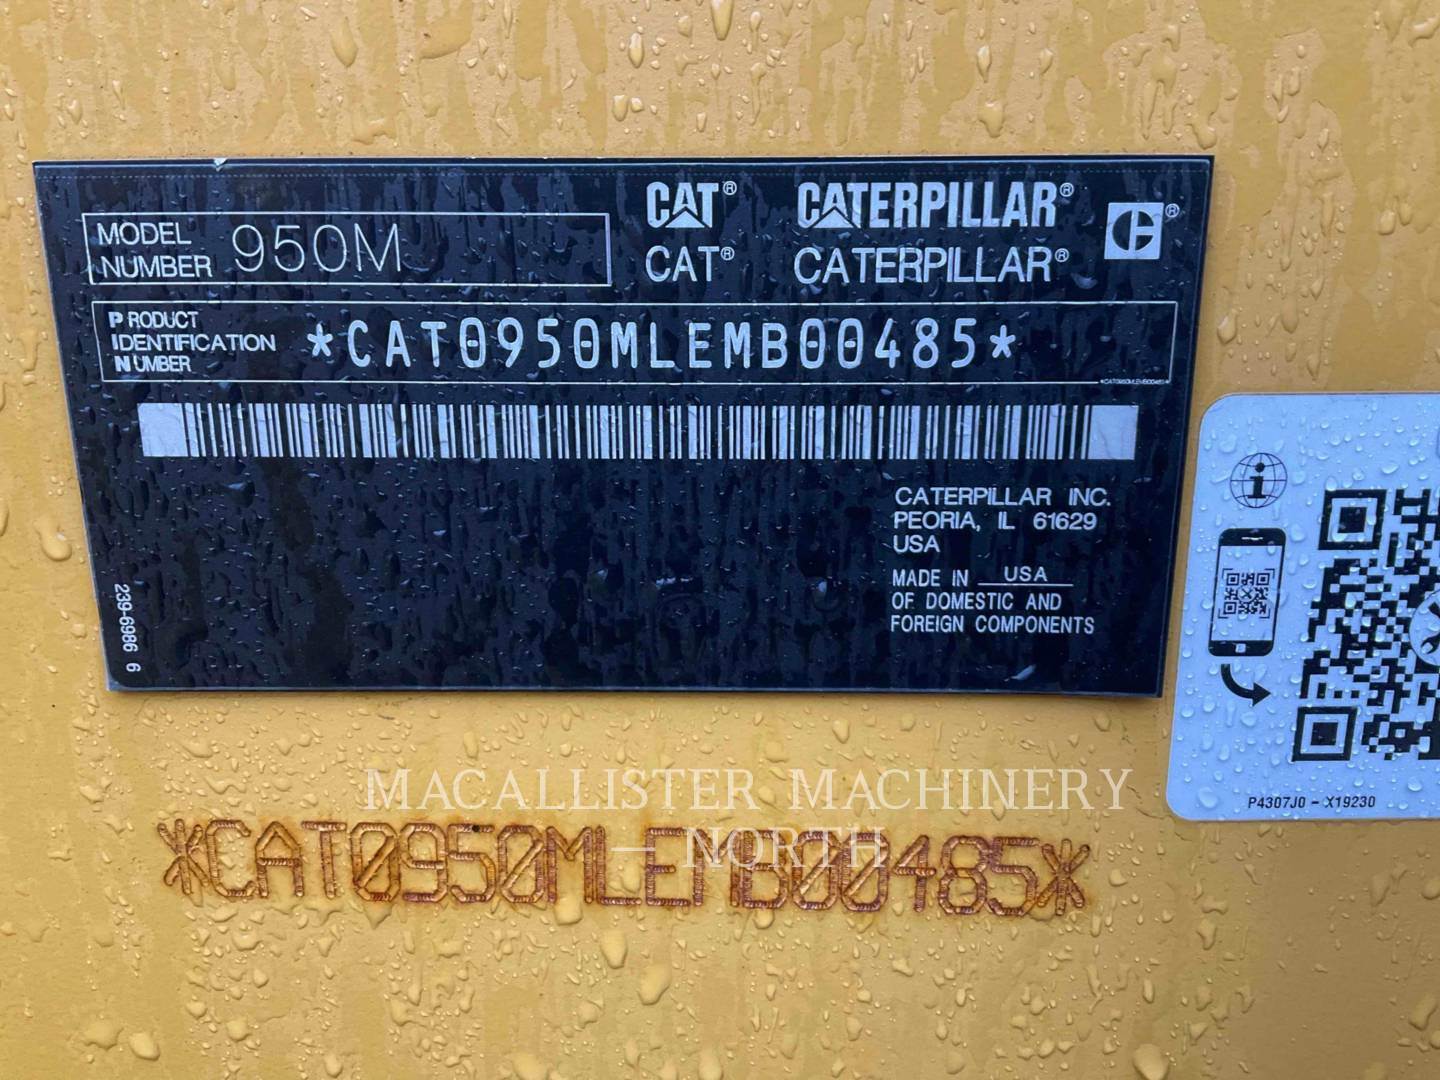 CAT® CATERPILLAR®
MODEL NUMBER 950M
CAT® CATERPILLAR® C®
PRODUCT IDENTIFICATION NUMBER *CAT0950MLEMB00485*
*CAT0950MLEMB00485*
CATERPILLAR INC.
PEORIA, IL 61629
USA
MADE IN USA
OF DOMESTIC AND
FOREIGN COMPONENTS
239-6986 6
i
P4307J0 - X19230
MACALLISTER MACHINERY
— NORTH —
*CAT0950MLEMB00485*